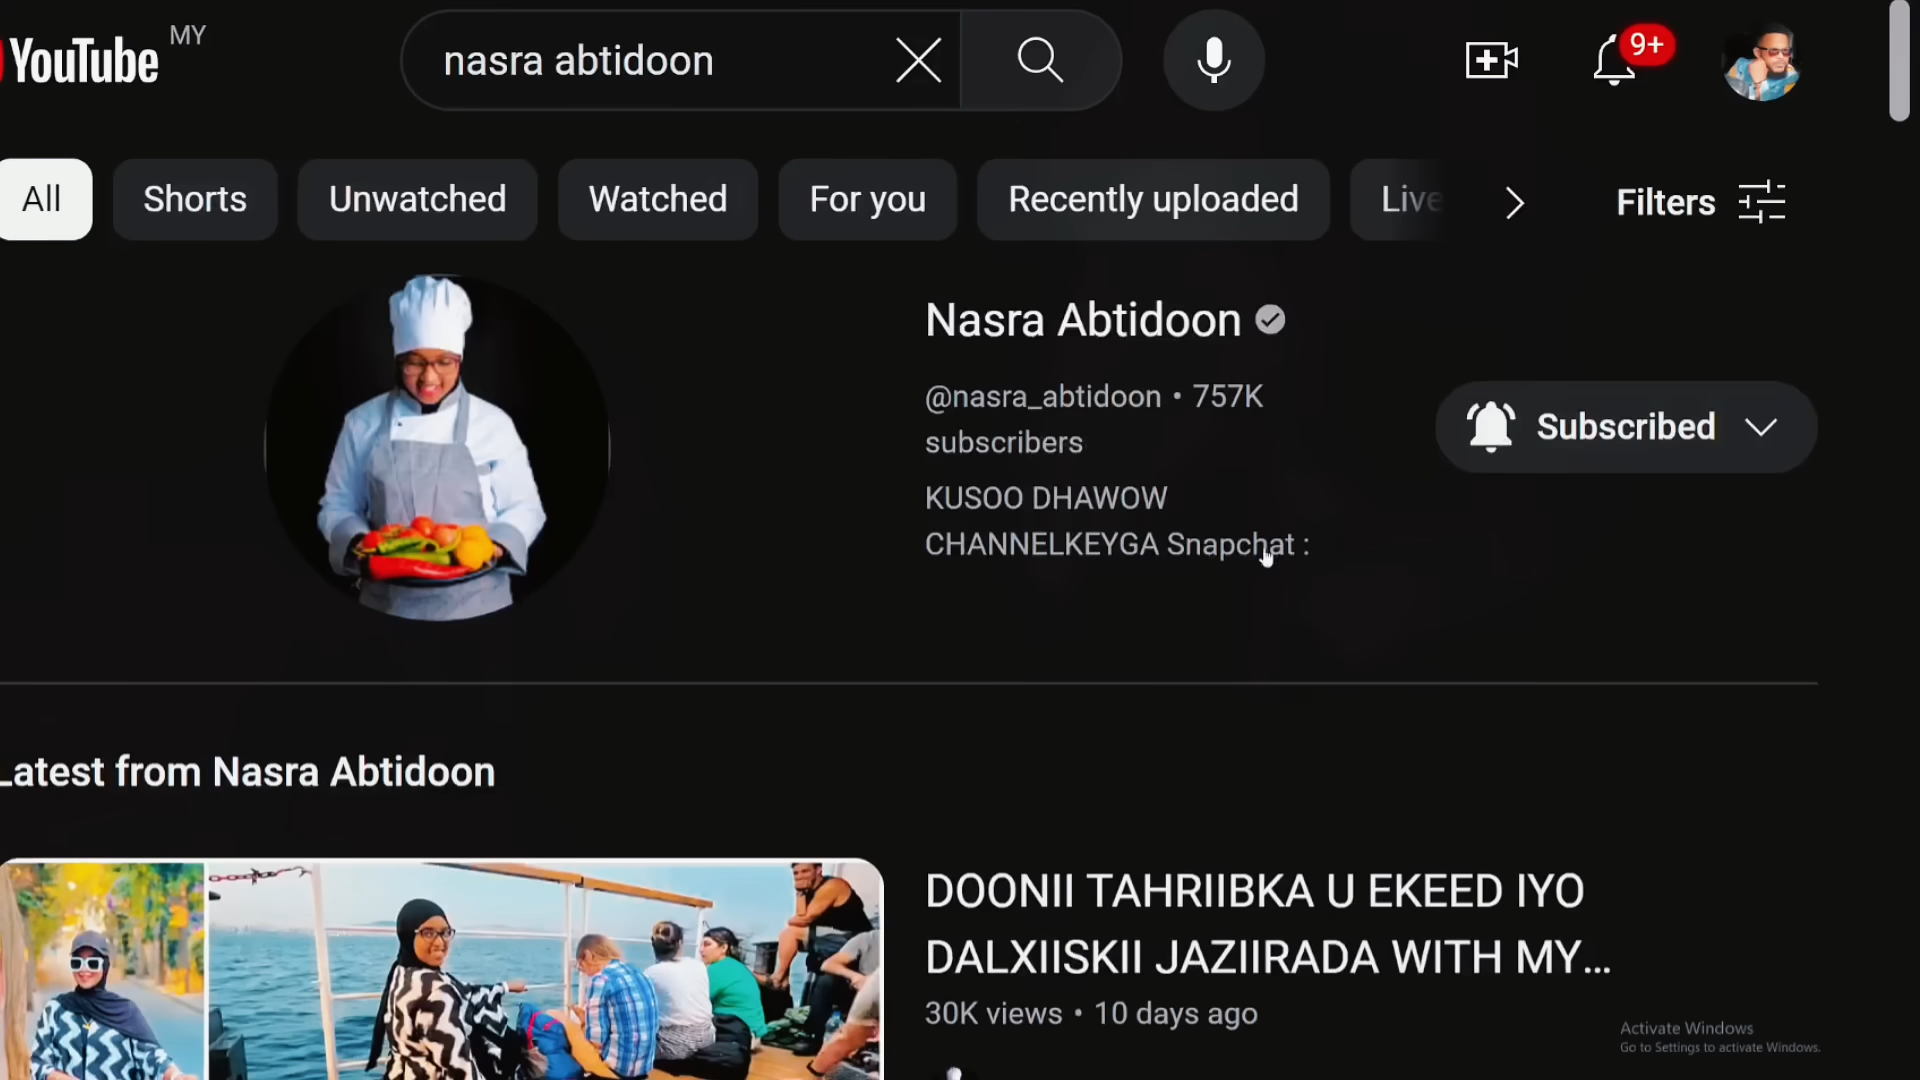 YouTube MY
nasra abtidoon
9+
All
Shorts
Unwatched
Watched
For you
Recently uploaded
Live
Filters
Nasra Abtidoon
@nasra_abtidoon • 757K
subscribers
KUSOO DHAWOW
CHANNELKEYGA Snapchat :
Subscribed
Latest from Nasra Abtidoon
DOONII TAHRIIBKA U EKEED IYO
DALXIISKII JAZIIRADA WITH MY...
30K views • 10 days ago
Activate Windows
Go to Settings to activate Windows.